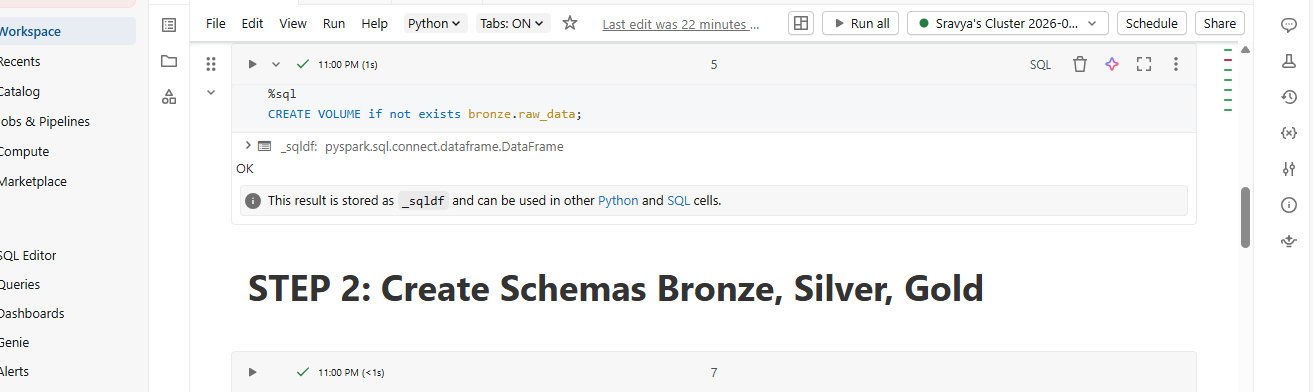 Workspace
Recents
Catalog
Jobs & Pipelines
Compute
Marketplace
SQL Editor
Queries
Dashboards
Genie
Alerts
File Edit View Run Help Python Tabs: ON Last edit was 22 minutes ... Run all Sravya's Cluster 2026-0... Schedule Share
11:00 PM (1s) 5 SQL
%sql
CREATE VOLUME if not exists bronze.raw_data;
_sqldf: pyspark.sql.connect.dataframe.DataFrame
OK
This result is stored as _sqldf and can be used in other Python and SQL cells.
STEP 2: Create Schemas Bronze, Silver, Gold
11:00 PM (<1s) 7